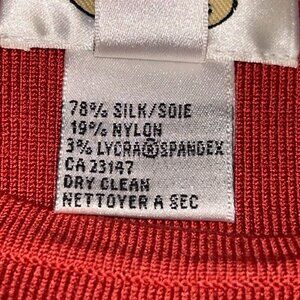 78% SILK/SOIE
19% NYLON
3% LYCRA®SPANDEX
CA 23147
DRY CLEAN
NETTOYER A SEC